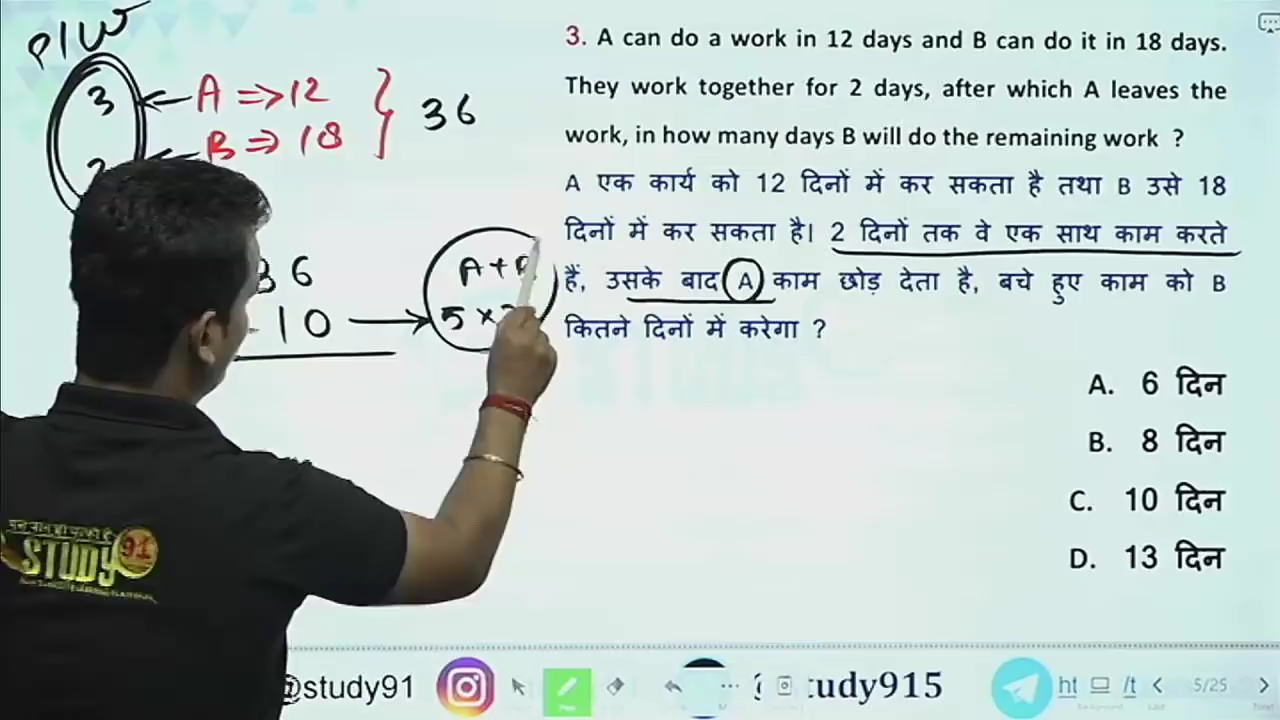 P/W
3 ← A ⇒ 12 } 36
B ⇒ 18
36
- 10 → 5 ×
A +
3. A can do a work in 12 days and B can do it in 18 days.
They work together for 2 days, after which A leaves the
work, in how many days B will do the remaining work ?
A एक कार्य को 12 दिनों में कर सकता है तथा B उसे 18
दिनों में कर सकता है। 2 दिनों तक वे एक साथ काम करते
हैं, उसके बाद A काम छोड़ देता है, बचे हुए काम को B
कितने दिनों में करेगा ?
A. 6 दिन
B. 8 दिन
C. 10 दिन
D. 13 दिन
STUDY 91
@study91
tudy915
ht
/t
5/25